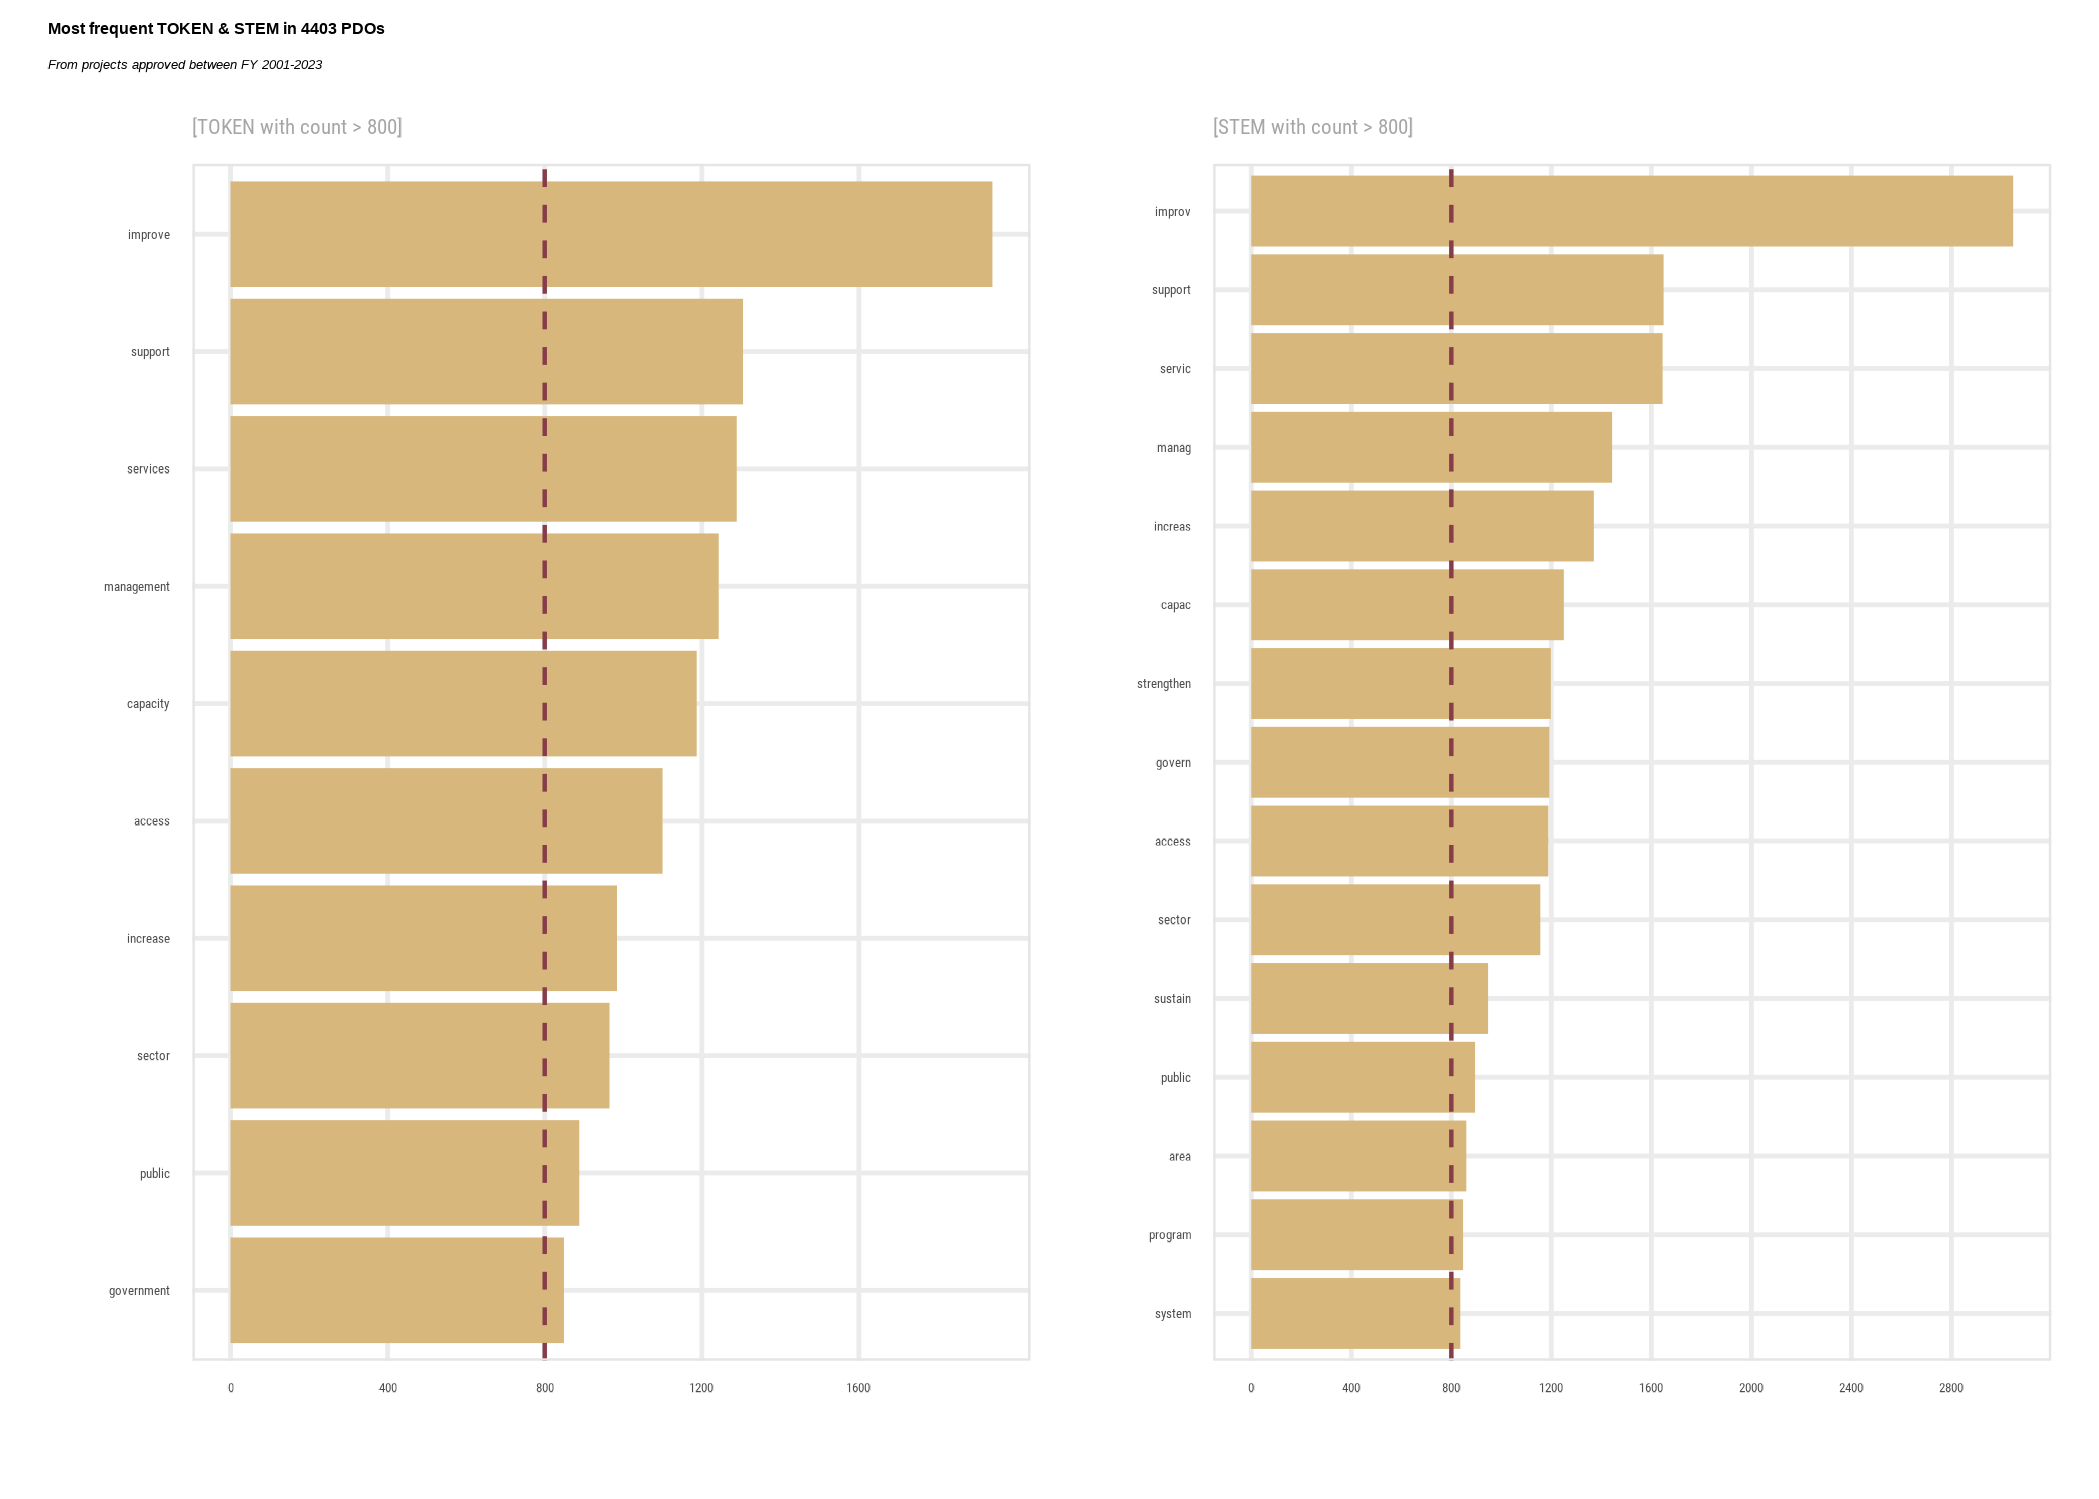 Most frequent TOKEN & STEM in 4403 PDOs
From projects approved between FY 2001-2023
[TOKEN with count > 800]
improve
support
services
management
capacity
access
increase
sector
public
government
0 400 800 1200 1600
[STEM with count > 800]
improv
support
servic
manag
increas
capac
strengthen
govern
access
sector
sustain
public
area
program
system
0 400 800 1200 1600 2000 2400 2800